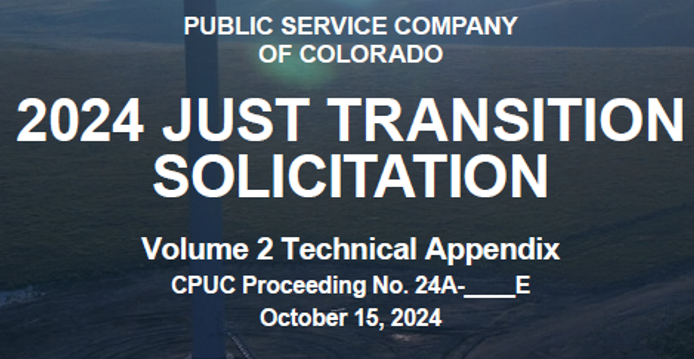 PUBLIC SERVICE COMPANY
OF COLORADO
2024 JUST TRANSITION
SOLICITATION
Volume 2 Technical Appendix
CPUC Proceeding No. 24A-____E
October 15, 2024